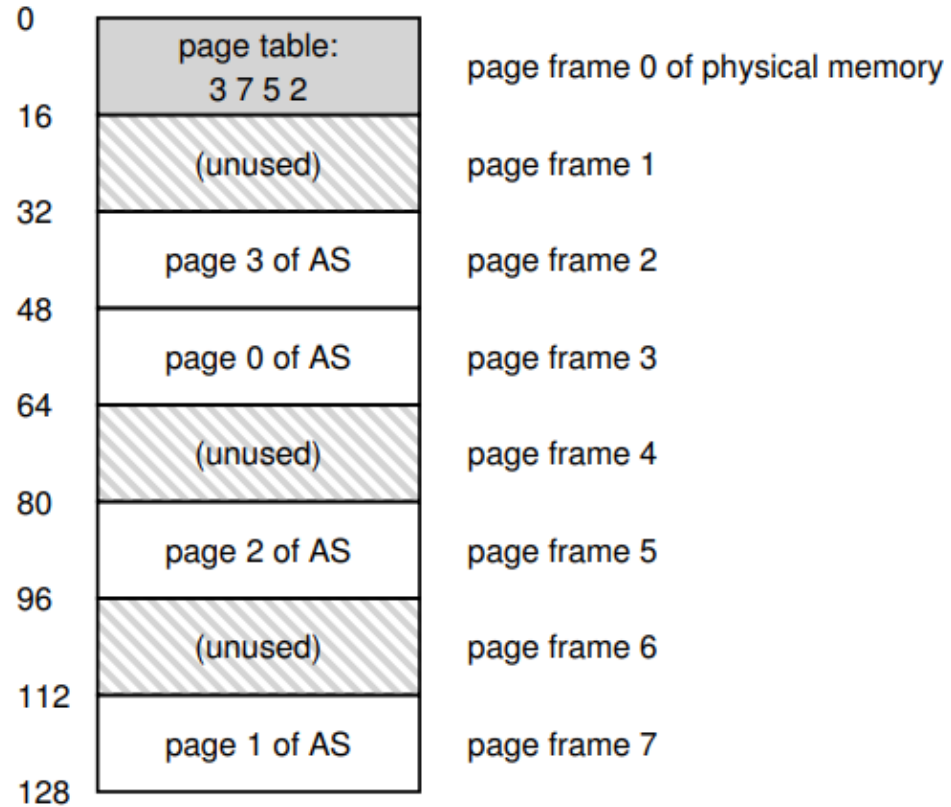 0
page table:
3 7 5 2
page frame 0 of physical memory
16
(unused)
page frame 1
32
page 3 of AS
page frame 2
48
page 0 of AS
page frame 3
64
(unused)
page frame 4
80
page 2 of AS
page frame 5
96
(unused)
page frame 6
112
page 1 of AS
page frame 7
128